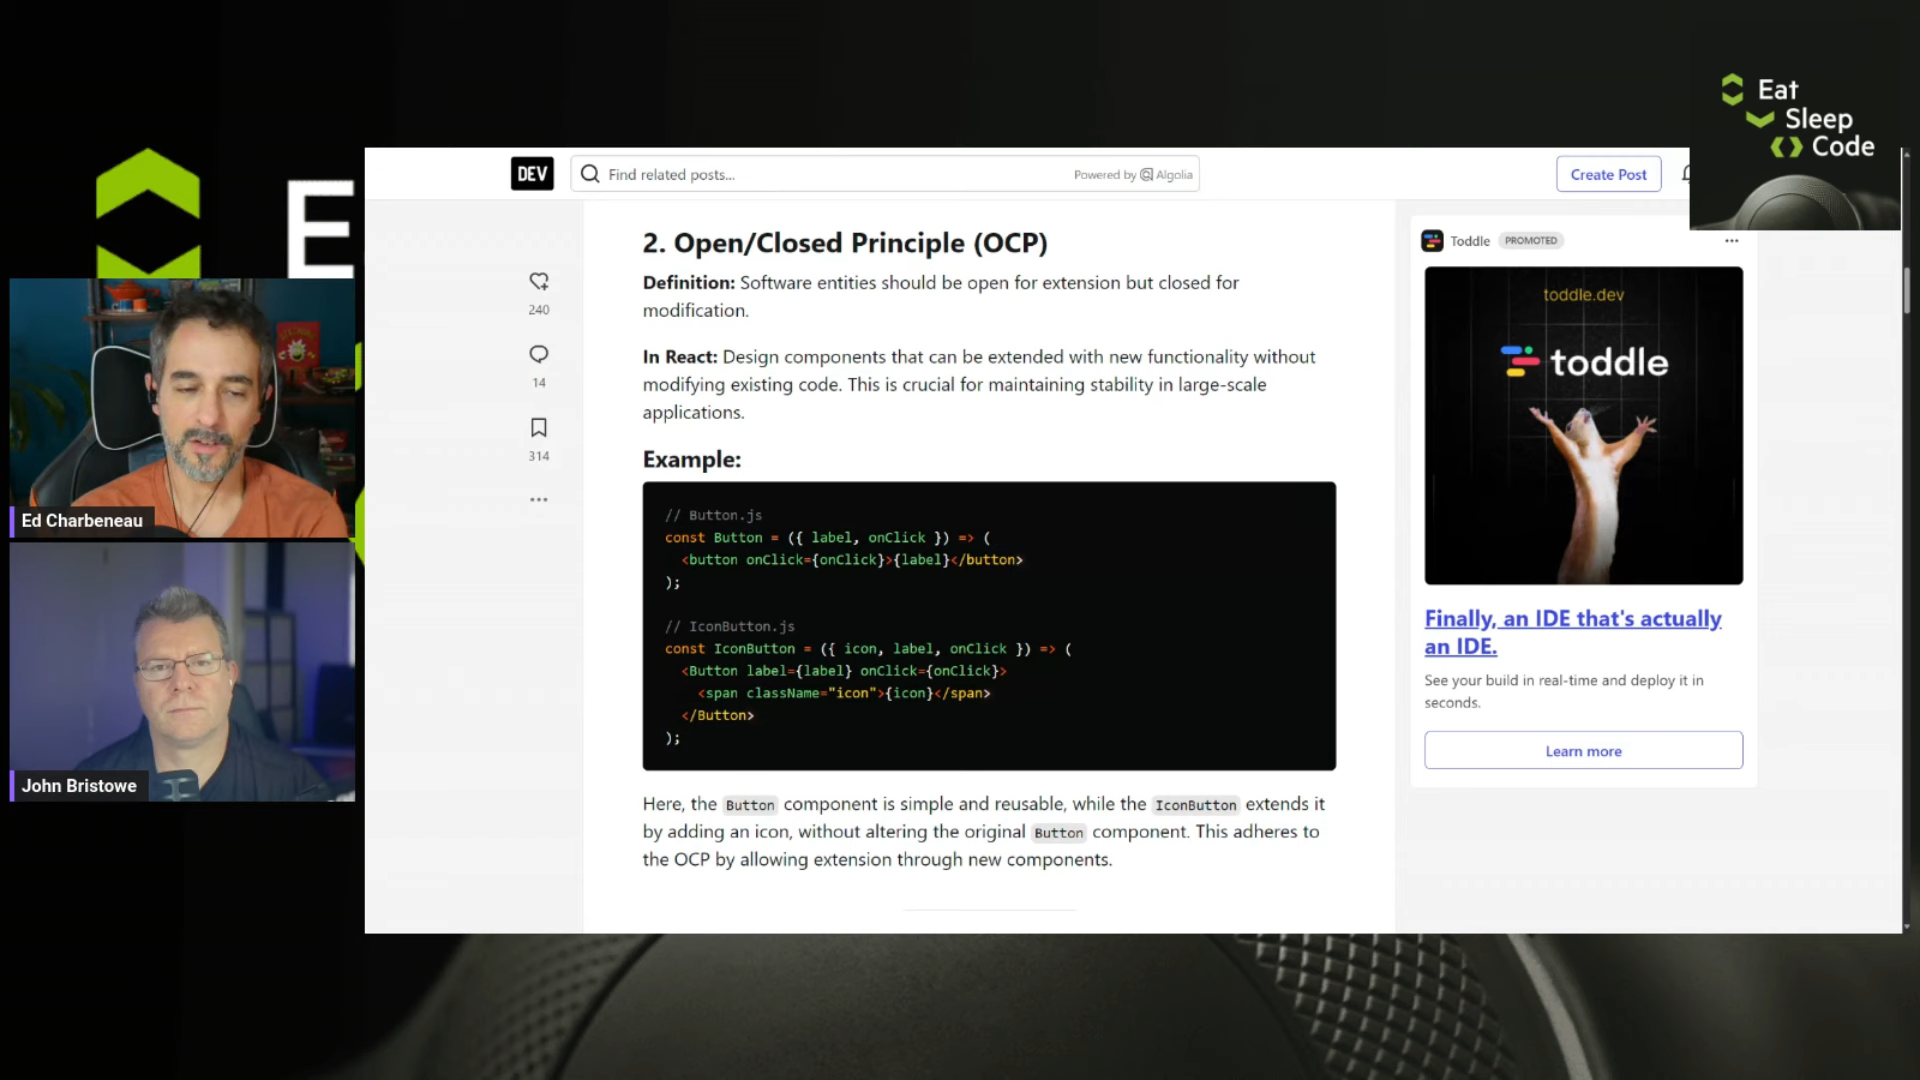 Eat
Sleep
Code
E
DEV
Find related posts...
Powered by Algolia
Create Post
2. Open/Closed Principle (OCP)
Definition: Software entities should be open for extension but closed for
modification.
In React: Design components that can be extended with new functionality without
modifying existing code. This is crucial for maintaining stability in large-scale
applications.
Example:
// Button.js
const Button = ({ label, onClick }) => (
<button onClick={onClick}>{label}</button>
);
// IconButton.js
const IconButton = ({ icon, label, onClick }) => (
<Button label={label} onClick={onClick}>
<span className="icon">{icon}</span>
</Button>
);
Here, the Button component is simple and reusable, while the IconButton extends it
by adding an icon, without altering the original Button component. This adheres to
the OCP by allowing extension through new components.
240
14
314
Toddle PROMOTED
toddle.dev
toddle
Finally, an IDE that's actually
an IDE.
See your build in real-time and deploy it in
seconds.
Learn more
Ed Charbeneau
John Bristowe